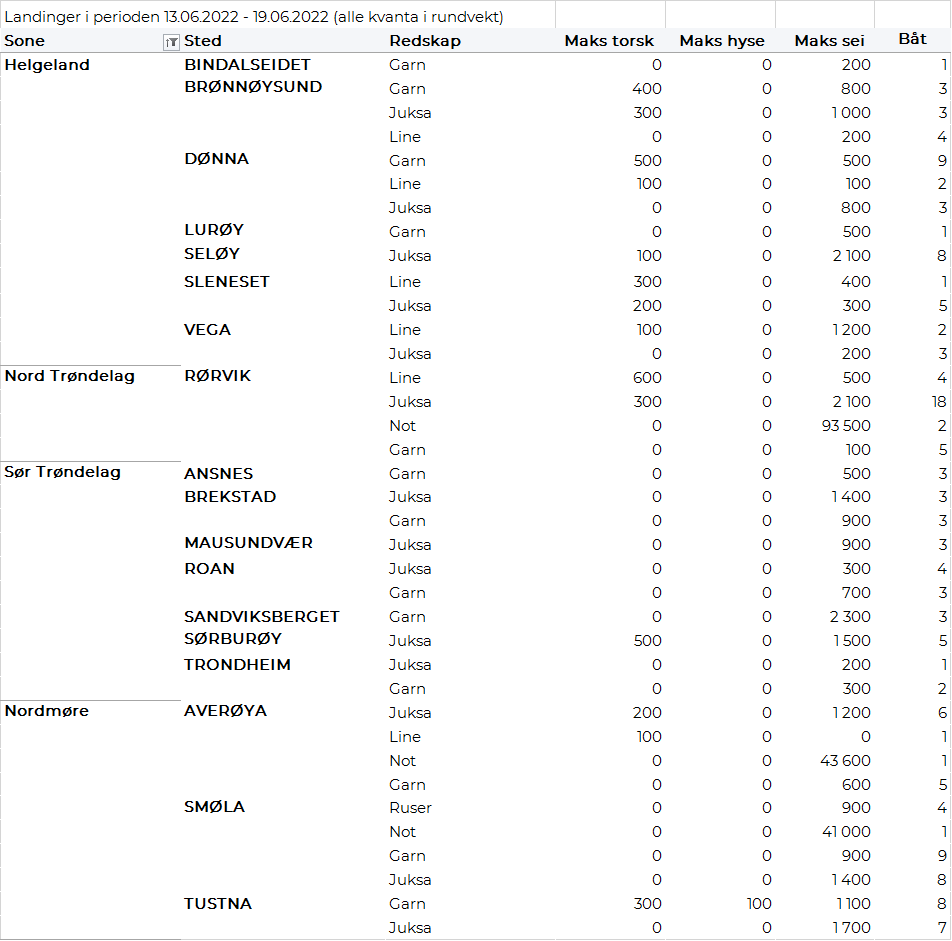 Landinger i perioden 13.06.2022 - 19.06.2022 (alle kvanta i rundvekt)
Sone Sted Redskap Maks torsk Maks hyse Maks sei Båt
Helgeland BINDALSEIDET Garn 0 0 200 1
BRØNNØYSUND Garn 400 0 800 3
Juksa 300 0 1 000 3
Line 0 0 200 4
DØNNA Garn 500 0 500 9
Line 100 0 100 2
Juksa 0 0 800 3
LURØY Garn 0 0 500 1
SELØY Juksa 100 0 2 100 8
SLENESET Line 300 0 400 1
Juksa 200 0 300 5
VEGA Line 100 0 1 200 2
Juksa 0 0 200 3
Nord Trøndelag RØRVIK Line 600 0 500 4
Juksa 300 0 2 100 18
Not 0 0 93 500 2
Garn 0 0 100 5
Sør Trøndelag ANSNES Garn 0 0 500 3
BREKSTAD Juksa 0 0 1 400 3
Garn 0 0 900 3
MAUSUNDVÆR Juksa 0 0 900 3
ROAN Juksa 0 0 300 4
Garn 0 0 700 3
SANDVIKSBERGET Garn 0 0 2 300 3
SØRBURØY Juksa 500 0 1 500 5
TRONDHEIM Juksa 0 0 200 1
Garn 0 0 300 2
Nordmøre AVERØYA Juksa 200 0 1 200 6
Line 100 0 0 1
Not 0 0 43 600 1
Garn 0 0 600 5
SMØLA Ruser 0 0 900 4
Not 0 0 41 000 1
Garn 0 0 900 9
Juksa 0 0 1 400 8
TUSTNA Garn 300 100 1 100 8
Juksa 0 0 1 700 7